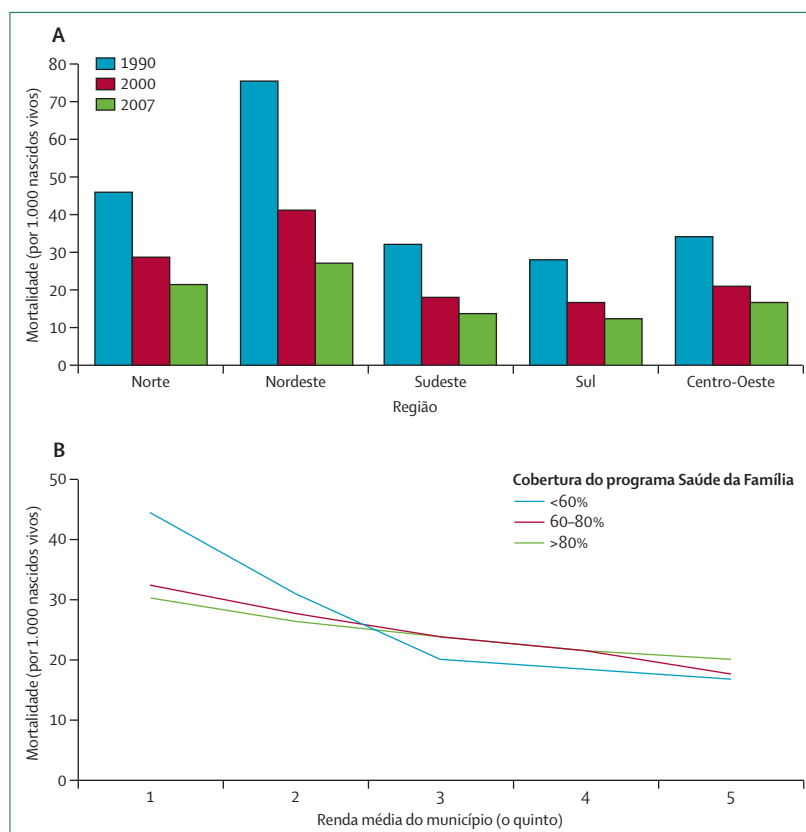 A
Mortalidade (por 1.000 nascidos vivos)
80
70
60
50
40
30
20
10
0
1990
2000
2007
Norte
Nordeste
Sudeste
Sul
Centro-Oeste
Região
B
Mortalidade (por 1.000 nascidos vivos)
50
40
30
20
10
0
Cobertura do programa Saúde da Família
<60%
60–80%
>80%
1
2
3
4
5
Renda média do município (o quinto)